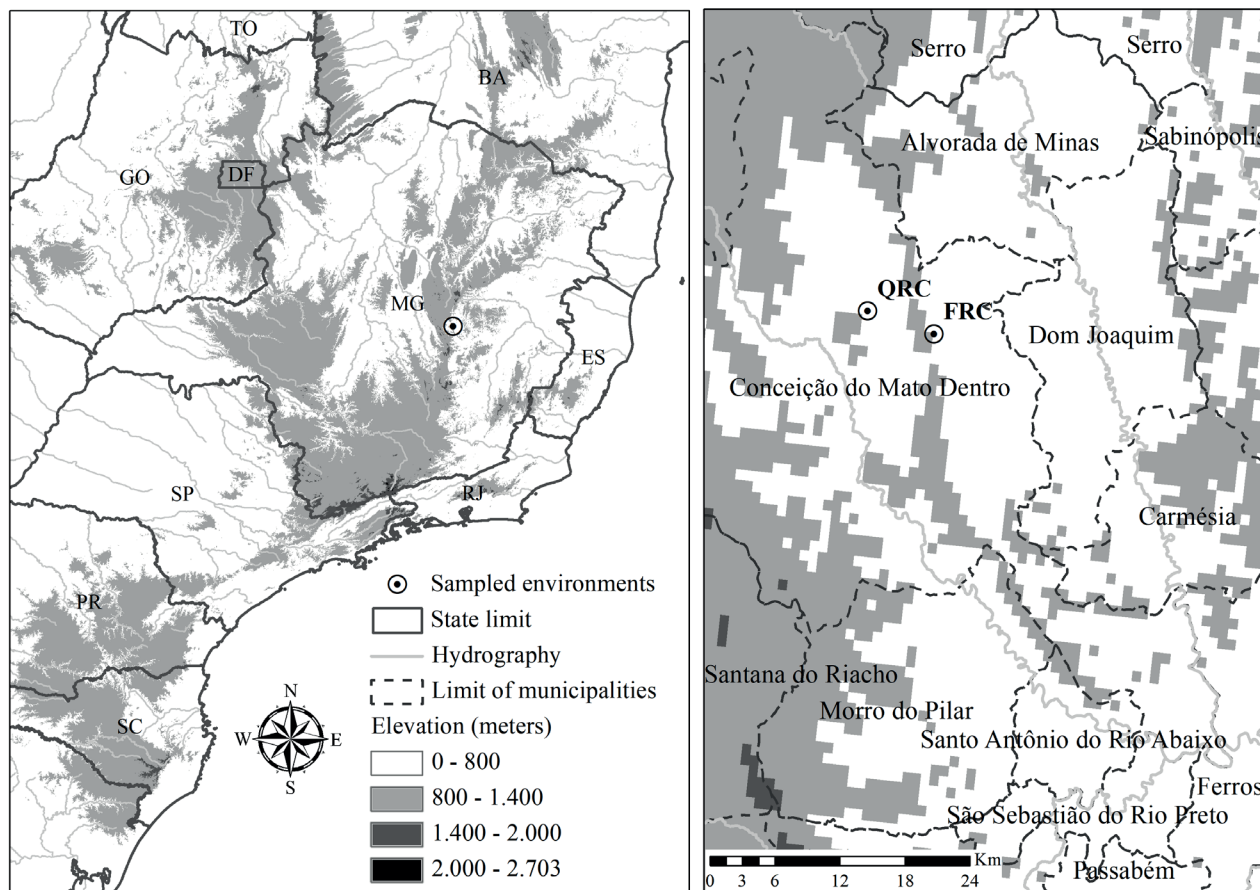 TO
BA
GO
DF
MG
ES
SP
RJ
PR
SC
Sampled environments
State limit
Hydrography
Limit of municipalities
Elevation (meters)
0 - 800
800 - 1.400
1.400 - 2.000
2.000 - 2.703
N
W E
S
Serro
Serro
Alvorada de Minas
Sabinópolis
QRC
FRC
Dom Joaquim
Conceição do Mato Dentro
Carmésia
Santana do Riacho
Morro do Pilar
Santo Antônio do Rio Abaixo
Ferros
São Sebastião do Rio Preto
Passabém
Km
0 3 6 12 18 24